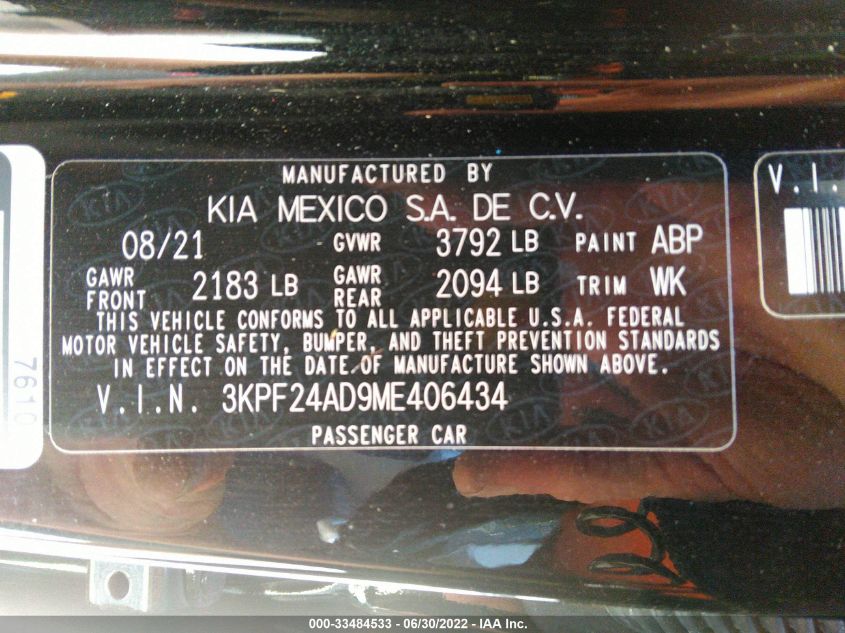 MANUFACTURED BY
KIA MEXICO S.A. DE C.V.
08/21 GVWR 3792 LB PAINT ABP
GAWR FRONT 2183 LB GAWR REAR 2094 LB TRIM WK
THIS VEHICLE CONFORMS TO ALL APPLICABLE U.S.A. FEDERAL
MOTOR VEHICLE SAFETY, BUMPER, AND THEFT PREVENTION STANDARDS
IN EFFECT ON THE DATE OF MANUFACTURE SHOWN ABOVE.
V.I.N. 3KPF24AD9ME406434
PASSENGER CAR
7610
V.I.
000-33484533 - 06/30/2022 - IAA Inc.